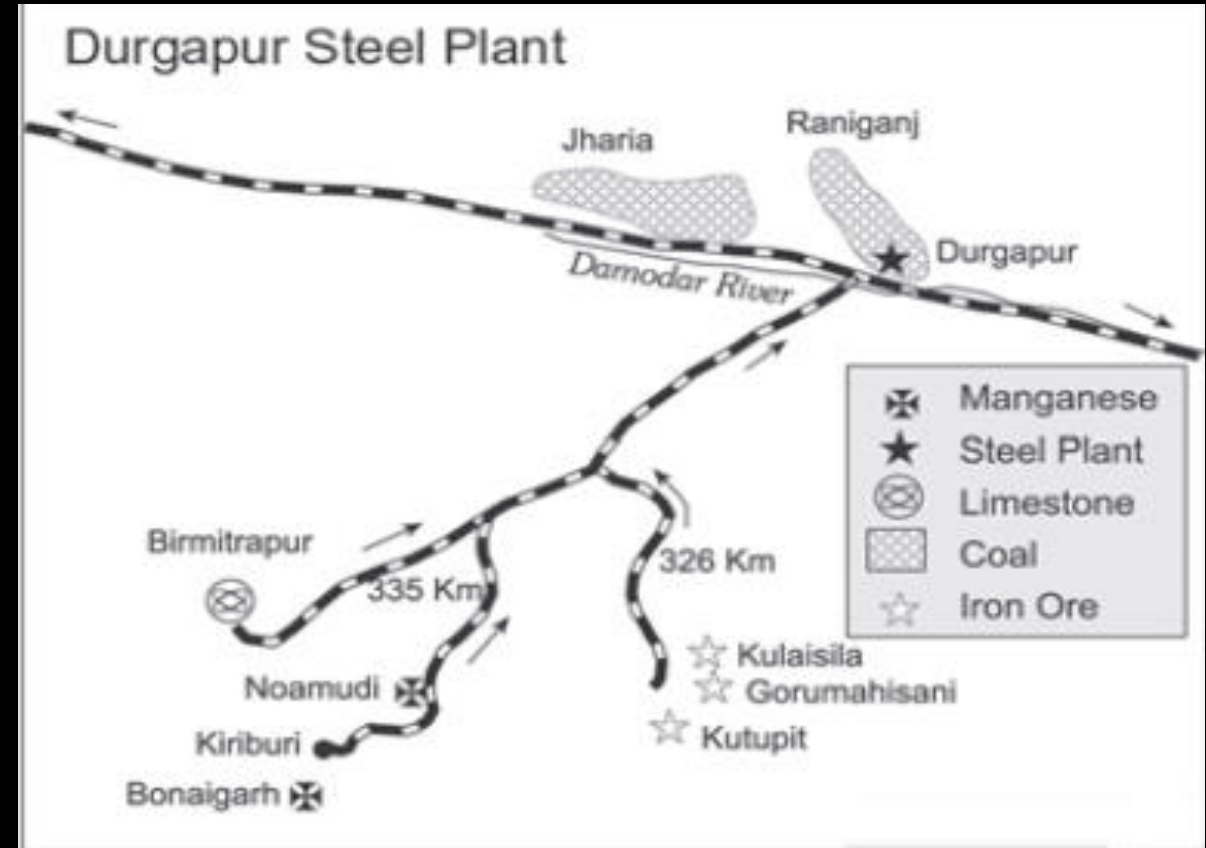 Durgapur Steel Plant
Raniganj
Jharia
Durgapur
Damodar River
Manganese
Steel Plant
Limestone
Coal
Iron Ore
Birmitrapur
335 Km
326 Km
Kulaisila
Noamudi
Gorumahisani
Kiriburi
Kutupit
Bonaigarh